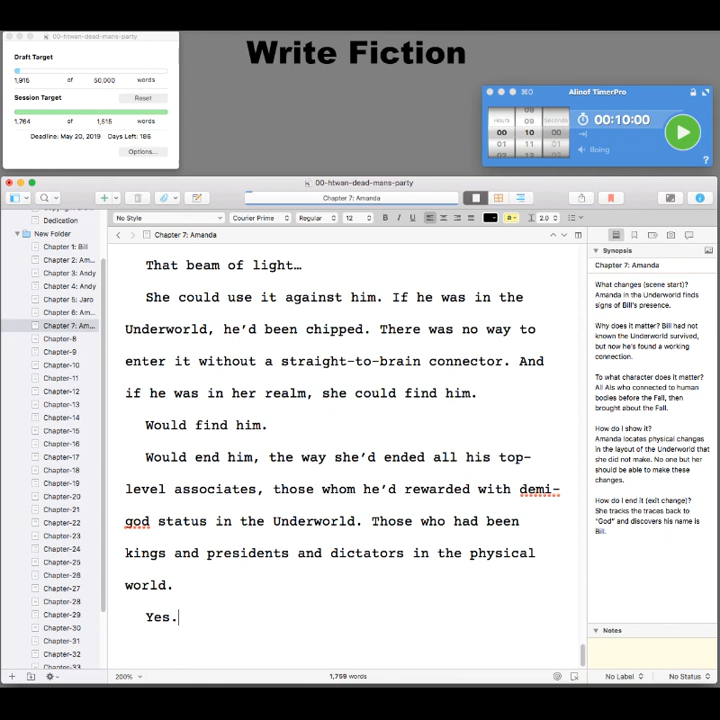 Write Fiction
00-htwan-dead-mans-party
Draft Target
1,915 of 50,000 words
Session Target
Reset
1,764 of 1,515 words
Deadline: May 20, 2019 Days Left: 186
Options...
⌘0 Alinof TimerPro
Hours
Seconds
00 10 00
01 11 01
00:10:00
Boing
?
00-htwan-dead-mans-party
Chapter 7: Amanda
No Style
Courier Prime
Regular
12
B I U
a
2.0
Dedication
New Folder
Chapter 1: Bill
Chapter 2: Am...
Chapter 3: Andy
Chapter 4: Andy
Chapter 5: Jaro
Chapter 6: Am...
Chapter 7: Am...
Chapter-8
Chapter-9
Chapter-10
Chapter-11
Chapter-12
Chapter-13
Chapter-14
Chapter-15
Chapter-16
Chapter-17
Chapter-18
Chapter-19
Chapter-20
Chapter-21
Chapter-22
Chapter-23
Chapter-24
Chapter-25
Chapter-26
Chapter-27
Chapter-28
Chapter-29
Chapter-30
Chapter-31
Chapter-32
Chapter-33
Chapter 7: Amanda
That beam of light…
She could use it against him. If he was in the
Underworld, he’d been chipped. There was no way to
enter it without a straight-to-brain connector. And
if he was in her realm, she could find him.
Would find him.
Would end him, the way she’d ended all his top-
level associates, those whom he’d rewarded with demi-
god status in the Underworld. Those who had been
kings and presidents and dictators in the physical
world.
Yes.
200%
1,759 words
Synopsis
Chapter 7: Amanda
What changes (scene start)?
Amanda in the Underworld finds
signs of Bill's presence.
Why does it matter? Bill had not
known the Underworld survived,
but now he's found a working
connection.
To what character does it matter?
All AIs who connected to human
bodies before the Fall, then
brought about the Fall.
How do I show it?
Amanda locates physical changes
in the layout of the Underworld that
she did not make. No one but her
should be able to make these
changes.
How do I end it (exit change)?
She tracks the traces back to
"God" and discovers his name is
Bill.
Notes
No Label
No Status